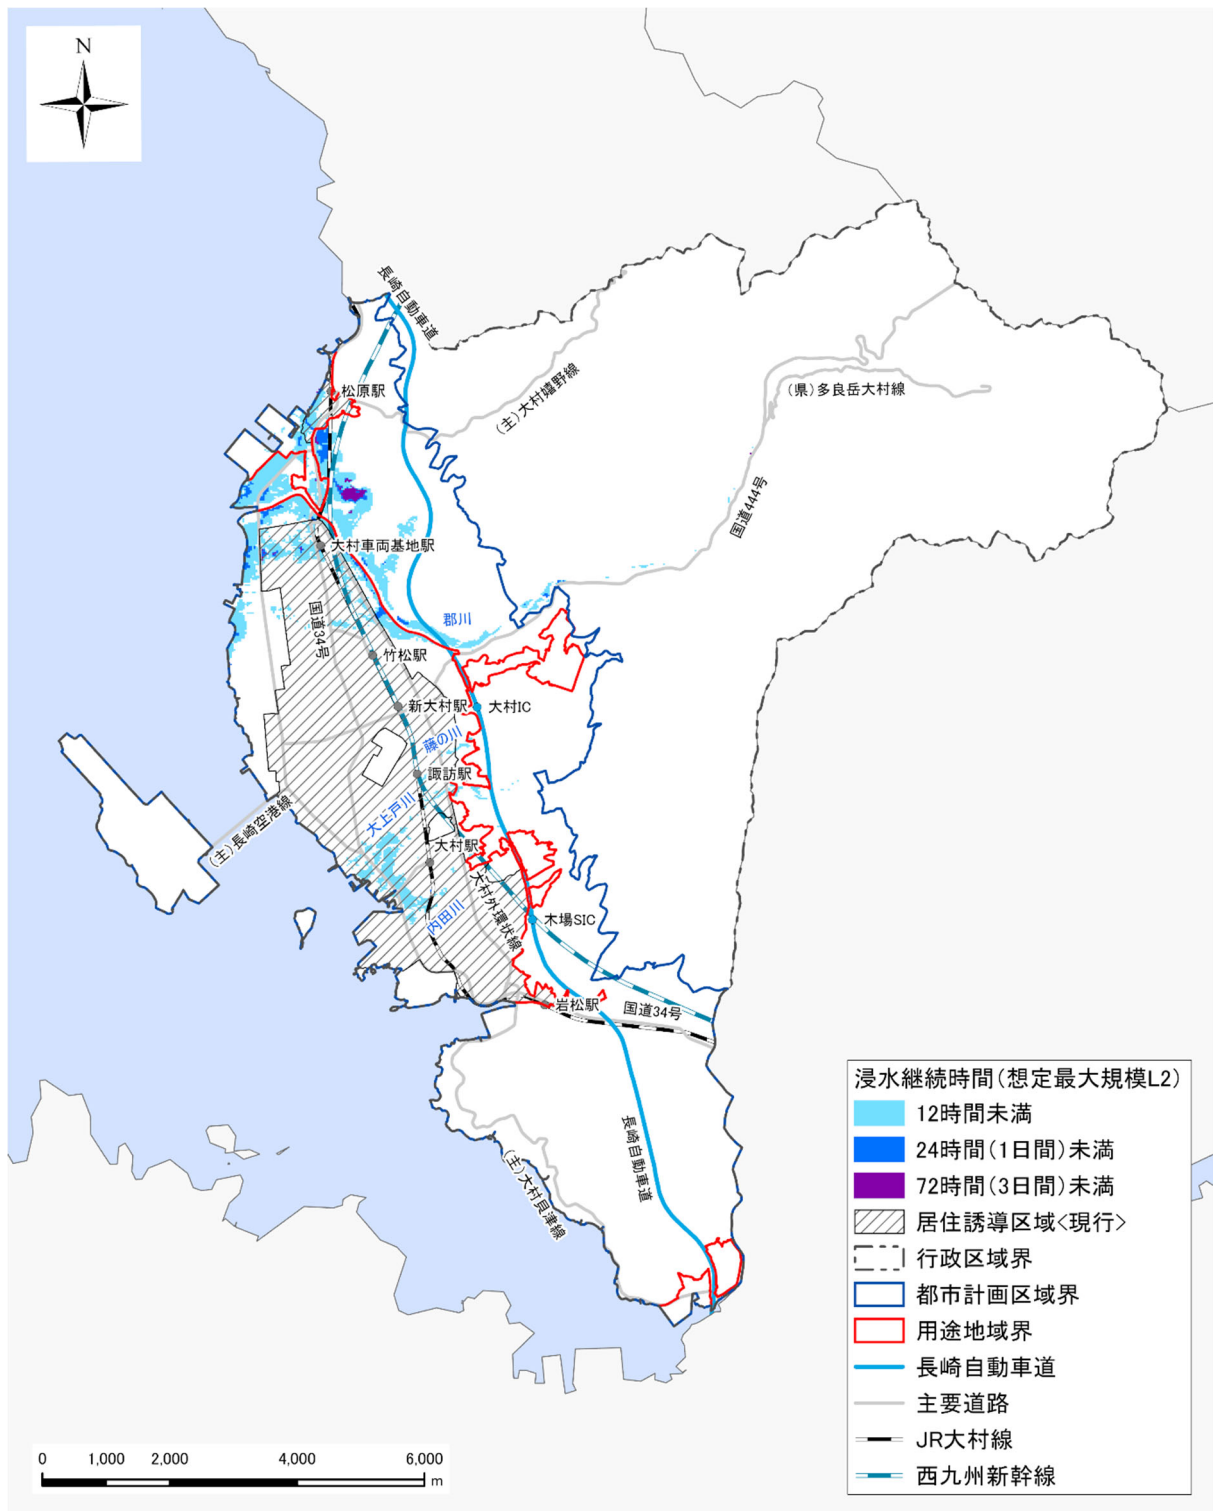 N
長崎自動車道
松原駅
(主)大村嬉野線
(県)多良岳大村線
国道444号
大村車両基地駅
郡川
国道34号
竹松駅
新大村駅
大村IC
藤の川
諏訪駅
大上戸川
(主)長崎空港線
大村駅
大村外環状線
内田川
木場SIC
岩松駅
国道34号
長崎自動車道
(主)大村貝津線
浸水継続時間(想定最大規模L2)
12時間未満
24時間(1日間)未満
72時間(3日間)未満
居住誘導区域<現行>
行政区域界
都市計画区域界
用途地域界
長崎自動車道
主要道路
JR大村線
西九州新幹線
0 1,000 2,000 4,000 6,000
m